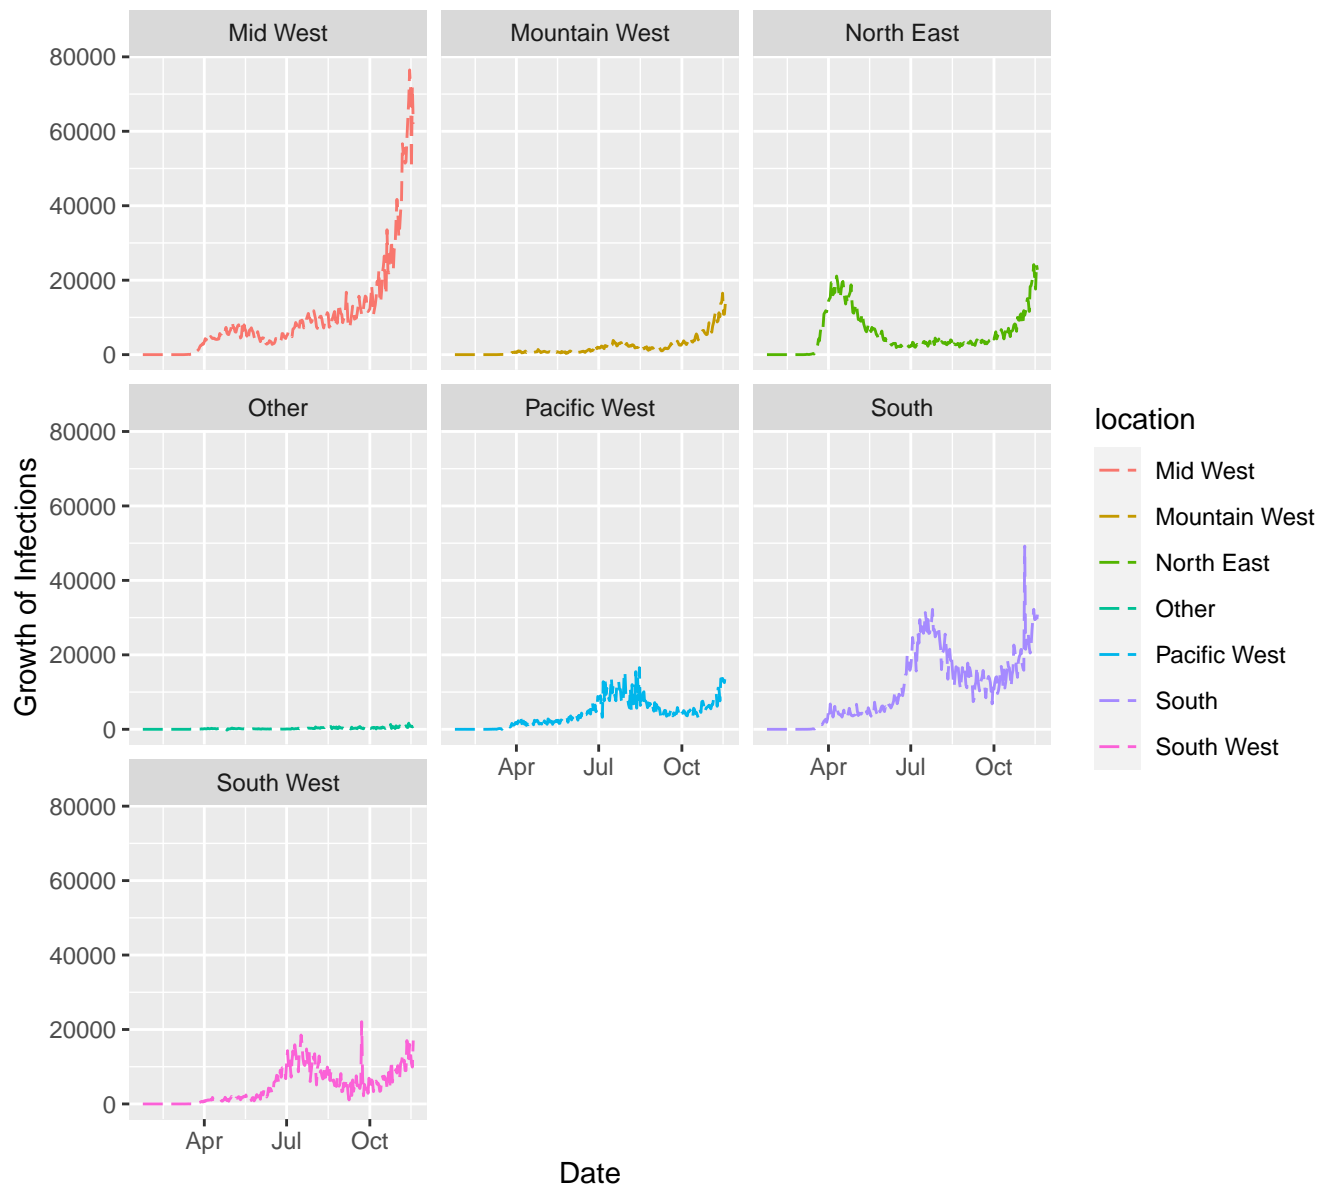 Mid West
Mountain West
North East
80000
60000
40000
20000
0
Other
Pacific West
South
80000
60000
40000
20000
0
Apr
Jul
Oct
Apr
Jul
Oct
South West
80000
60000
40000
20000
0
Apr
Jul
Oct
Growth of Infections
Date
location
Mid West
Mountain West
North East
Other
Pacific West
South
South West